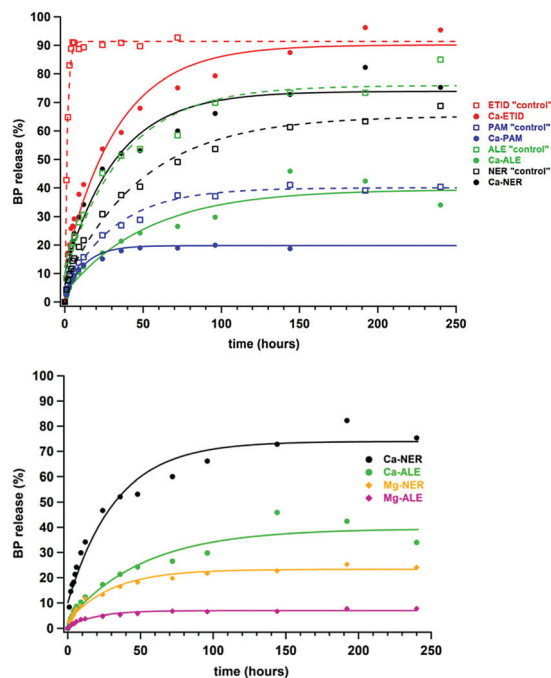 100
90
80
70
60
50
40
30
20
10
0
BP release (%)
0
50
100
150
200
250
time (hours)
ETID "control"
Ca-ETID
PAM "control"
Ca-PAM
ALE "control"
Ca-ALE
NER "control"
Ca-NER
100
90
80
70
60
50
40
30
20
10
0
BP release (%)
Ca-NER
Ca-ALE
Mg-NER
Mg-ALE
0
50
100
150
200
250
time (hours)